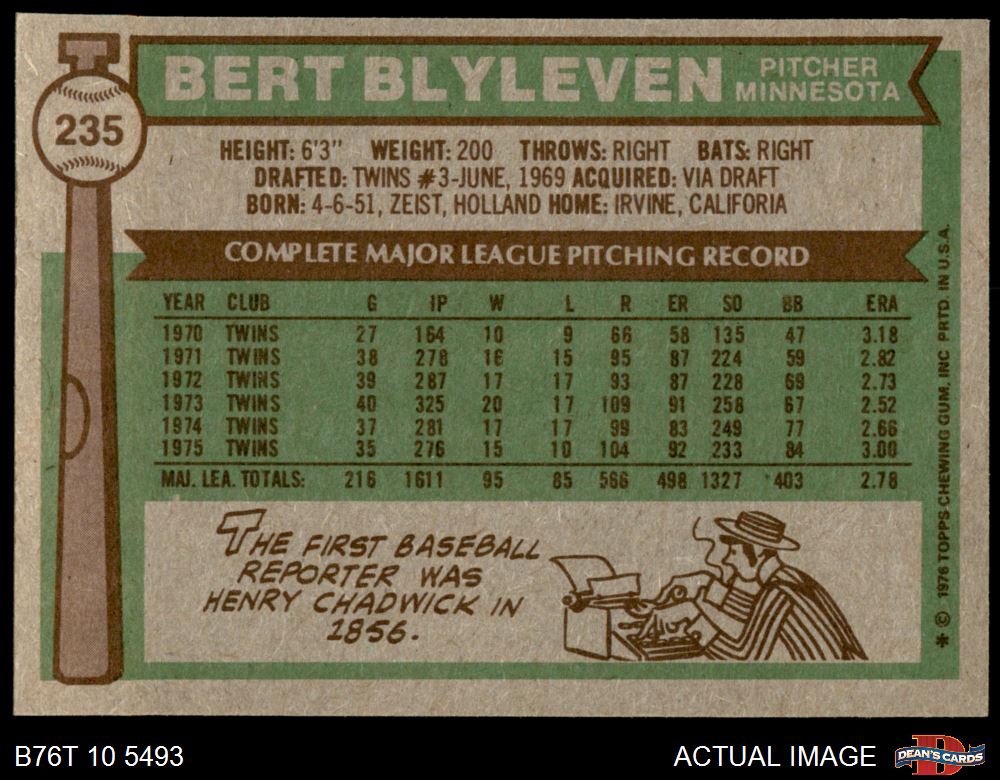 235
BERT BLYLEVEN
PITCHER
MINNESOTA
HEIGHT: 6'3" WEIGHT: 200 THROWS: RIGHT BATS: RIGHT
DRAFTED: TWINS #3-JUNE, 1969 ACQUIRED: VIA DRAFT
BORN: 4-6-51, ZEIST, HOLLAND HOME: IRVINE, CALIFORIA
COMPLETE MAJOR LEAGUE PITCHING RECORD
YEAR CLUB G IP W L R ER SO BB ERA
1970 TWINS 27 164 10 9 66 58 135 47 3.18
1971 TWINS 38 278 16 15 95 87 224 59 2.82
1972 TWINS 39 287 17 17 93 87 228 69 2.73
1973 TWINS 40 325 20 17 109 91 258 67 2.52
1974 TWINS 37 281 17 17 99 83 249 77 2.66
1975 TWINS 35 276 15 10 104 92 233 84 3.00
MAJ. LEA. TOTALS: 216 1611 95 85 566 498 1327 403 2.78
THE FIRST BASEBALL
REPORTER WAS
HENRY CHADWICK IN
1856.
* © 1976 TOPPS CHEWING GUM, INC PRTD. IN U.S.A.
B76T 10 5493
ACTUAL IMAGE
DEAN'S CARDS